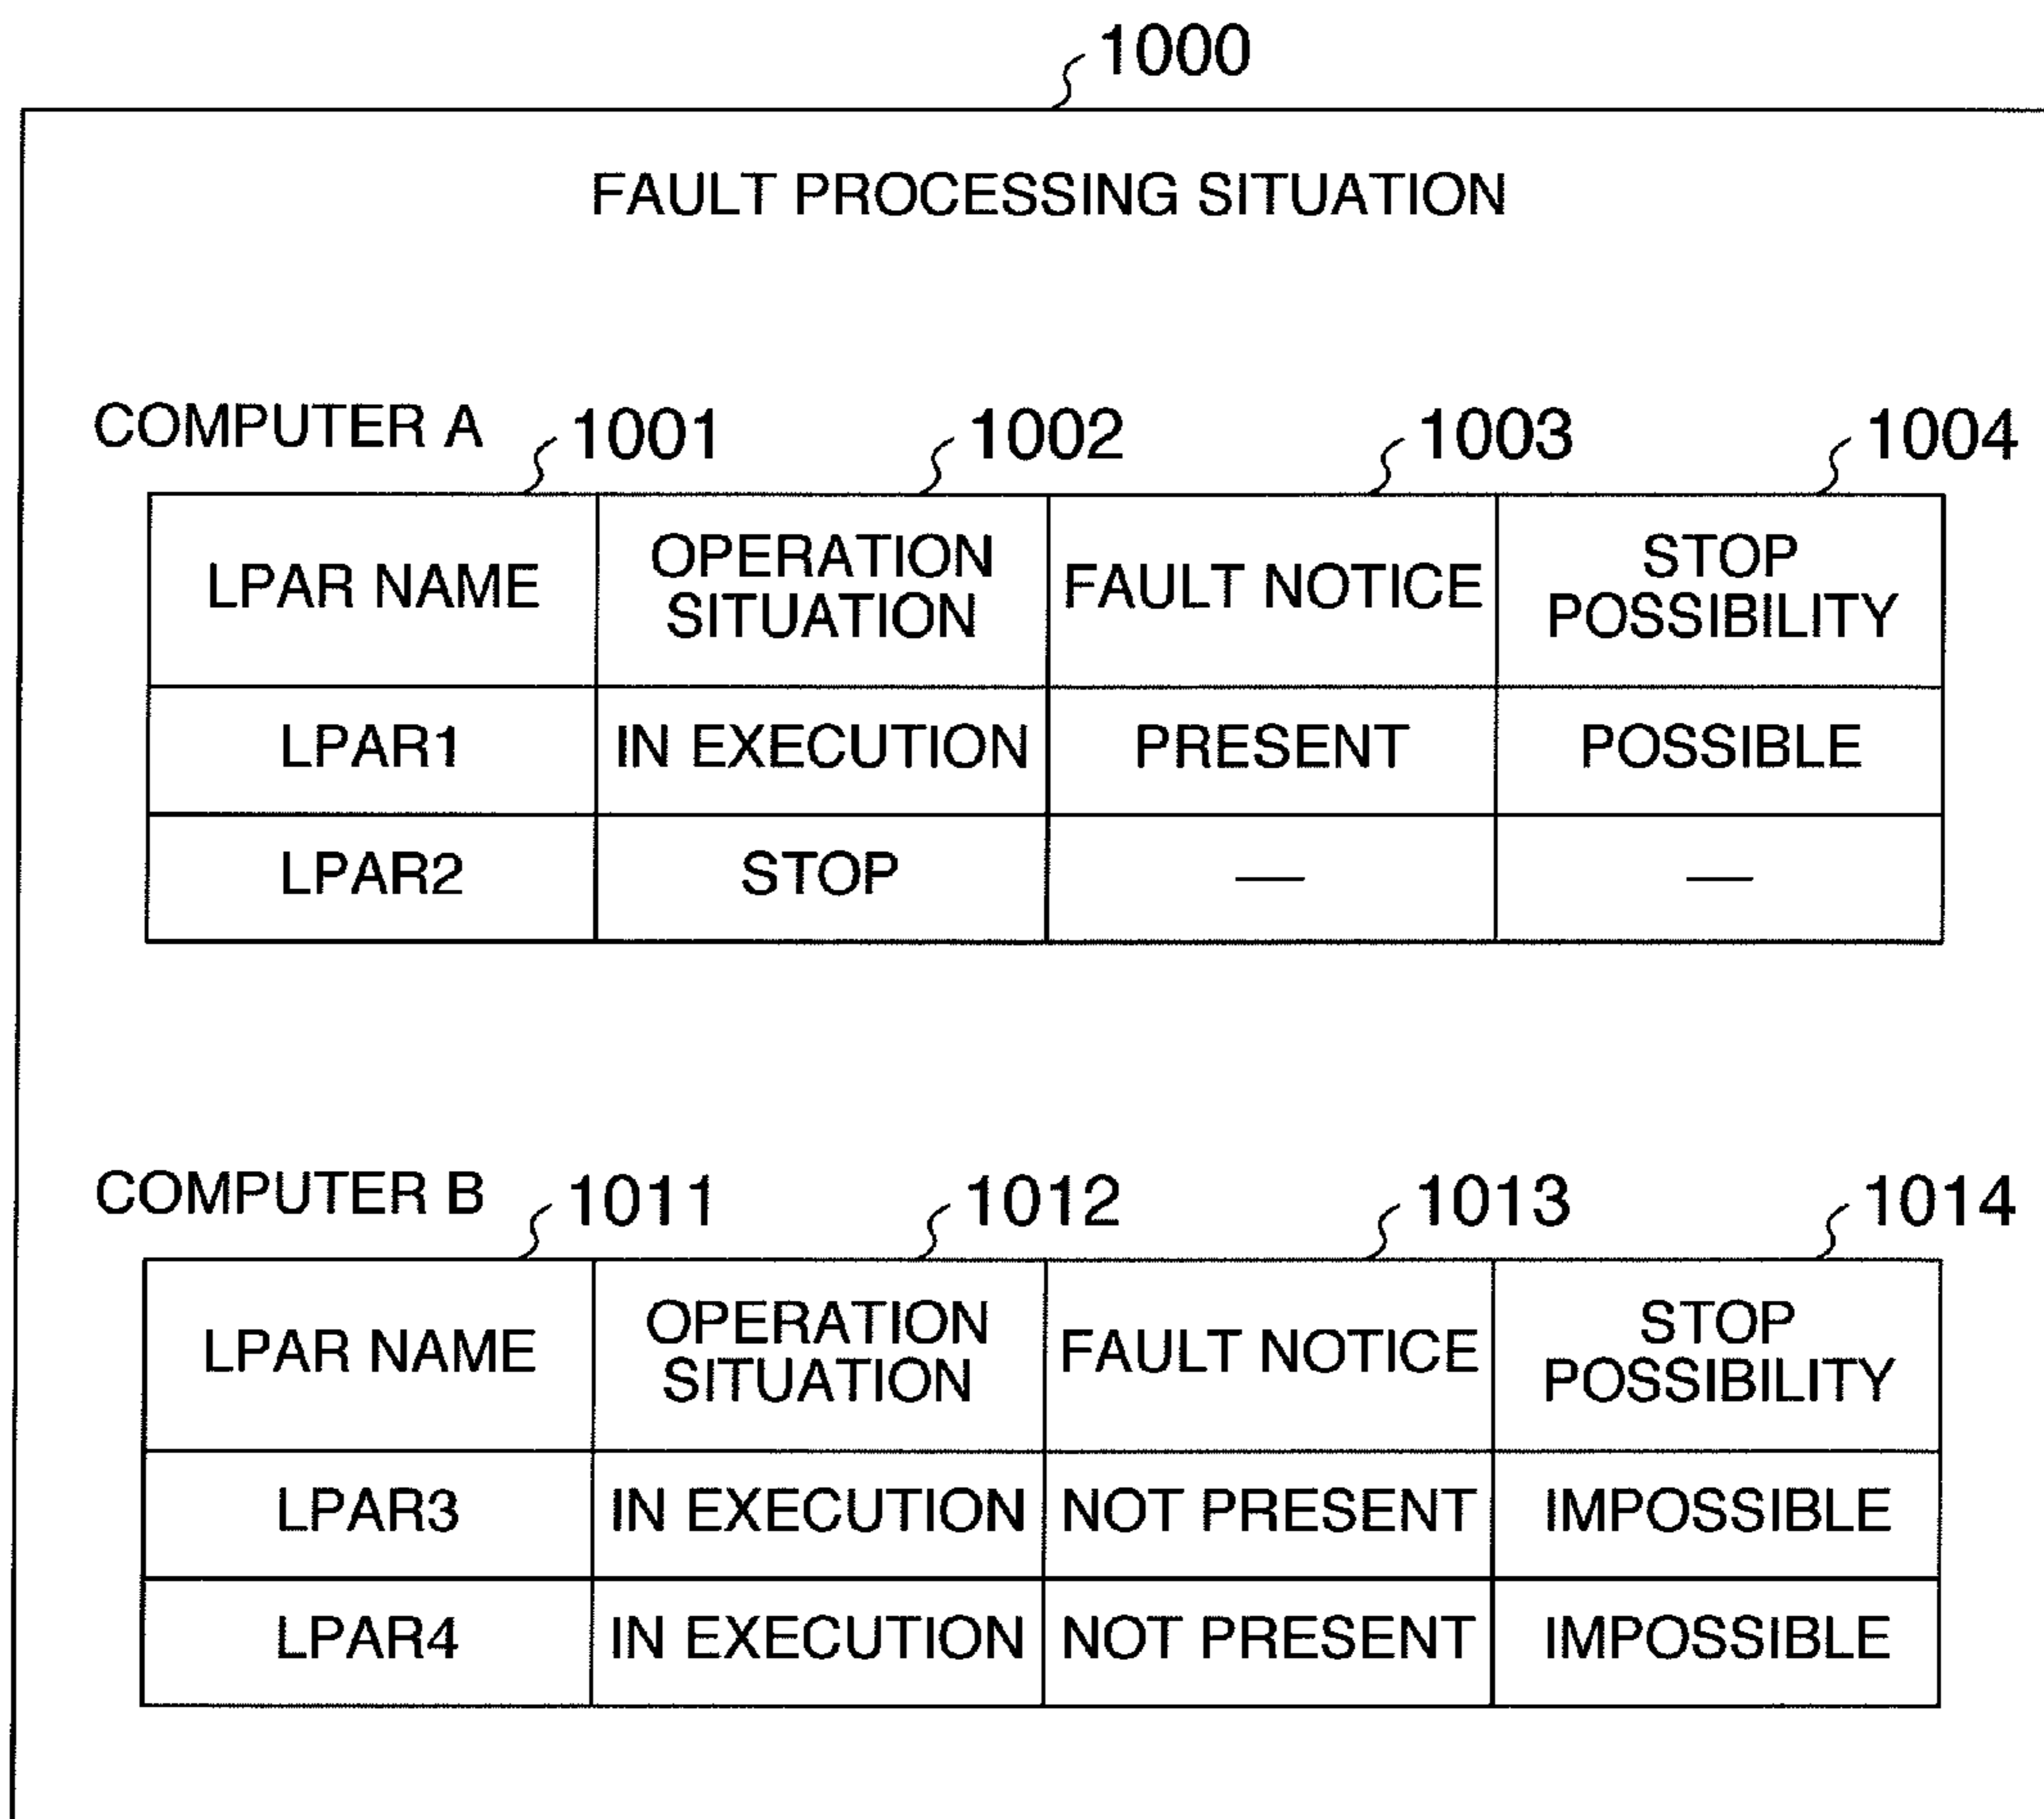 1000
FAULT PROCESSING SITUATION
COMPUTER A 1001 1002 1003 1004
LPAR NAME OPERATION SITUATION FAULT NOTICE STOP POSSIBILITY
LPAR1 IN EXECUTION PRESENT POSSIBLE
LPAR2 STOP — —
COMPUTER B 1011 1012 1013 1014
LPAR NAME OPERATION SITUATION FAULT NOTICE STOP POSSIBILITY
LPAR3 IN EXECUTION NOT PRESENT IMPOSSIBLE
LPAR4 IN EXECUTION NOT PRESENT IMPOSSIBLE